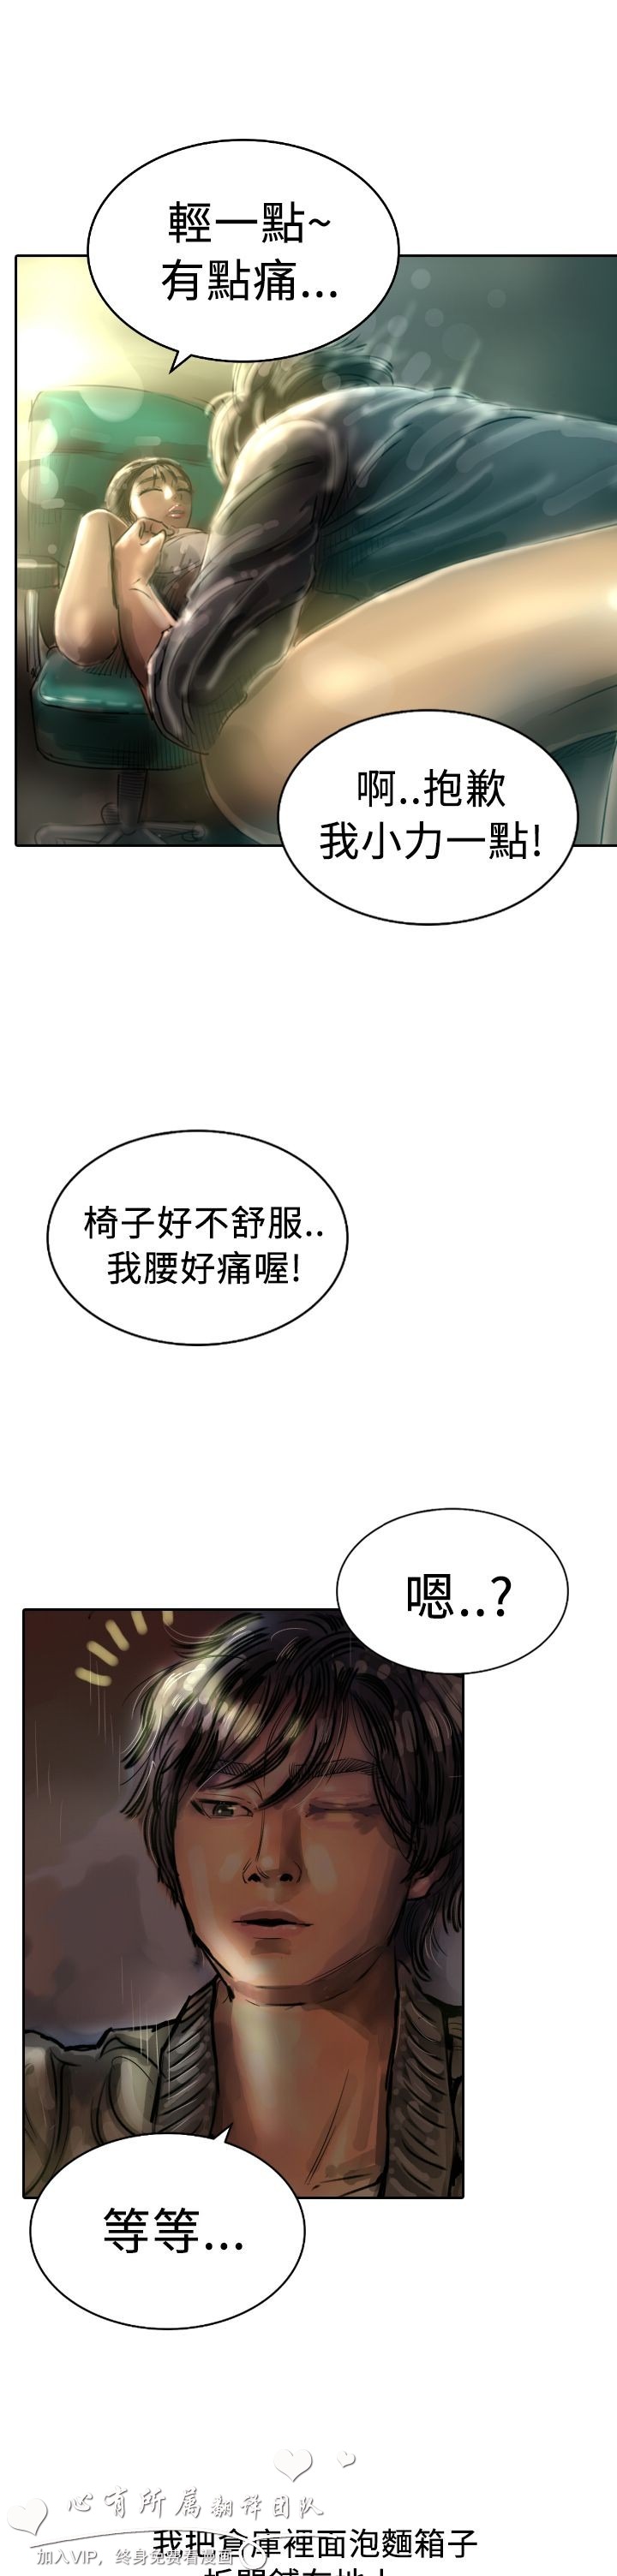 輕一點~
有點痛...
啊..抱歉
我小力一點!
椅子好不舒服..
我腰好痛喔!
嗯..?
等等...
心有所属翻译团队
我把倉庫裡面泡麵箱子
加入VIP，终身免费看漫画